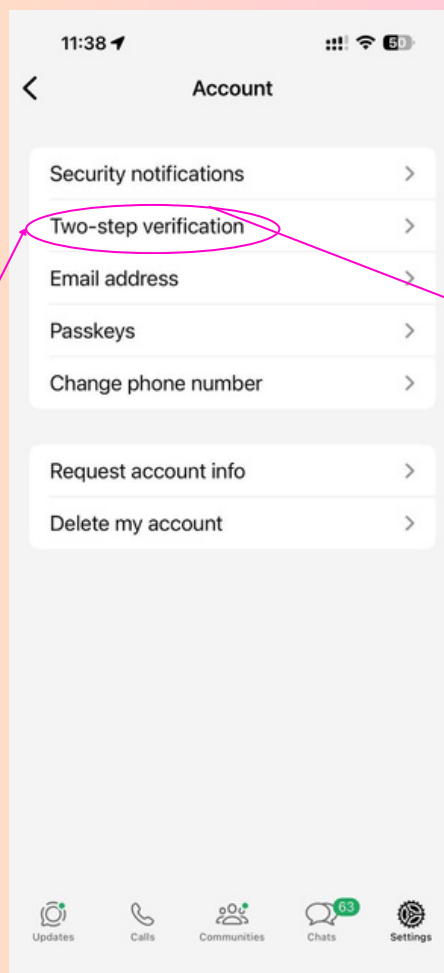 11:38
50
Account
Security notifications
Two-step verification
Email address
Passkeys
Change phone number
Request account info
Delete my account
63
Updates Calls Communities Chats Settings